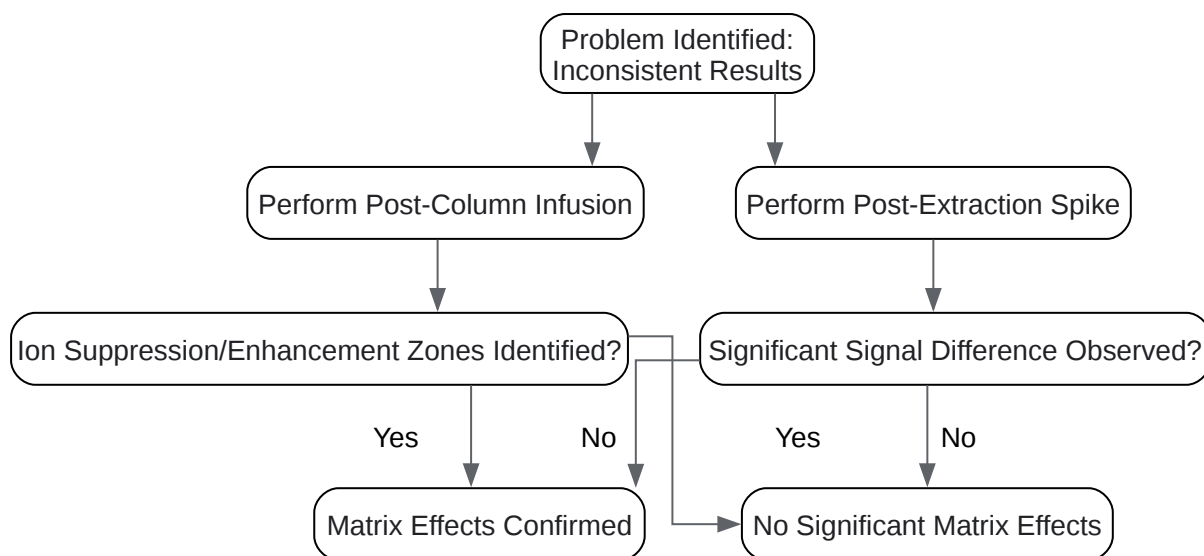 Problem Identified:
Inconsistent Results
Perform Post-Column Infusion
Perform Post-Extraction Spike
Ion Suppression/Enhancement Zones Identified?
Significant Signal Difference Observed?
Yes
No
Yes
No
Matrix Effects Confirmed
No Significant Matrix Effects